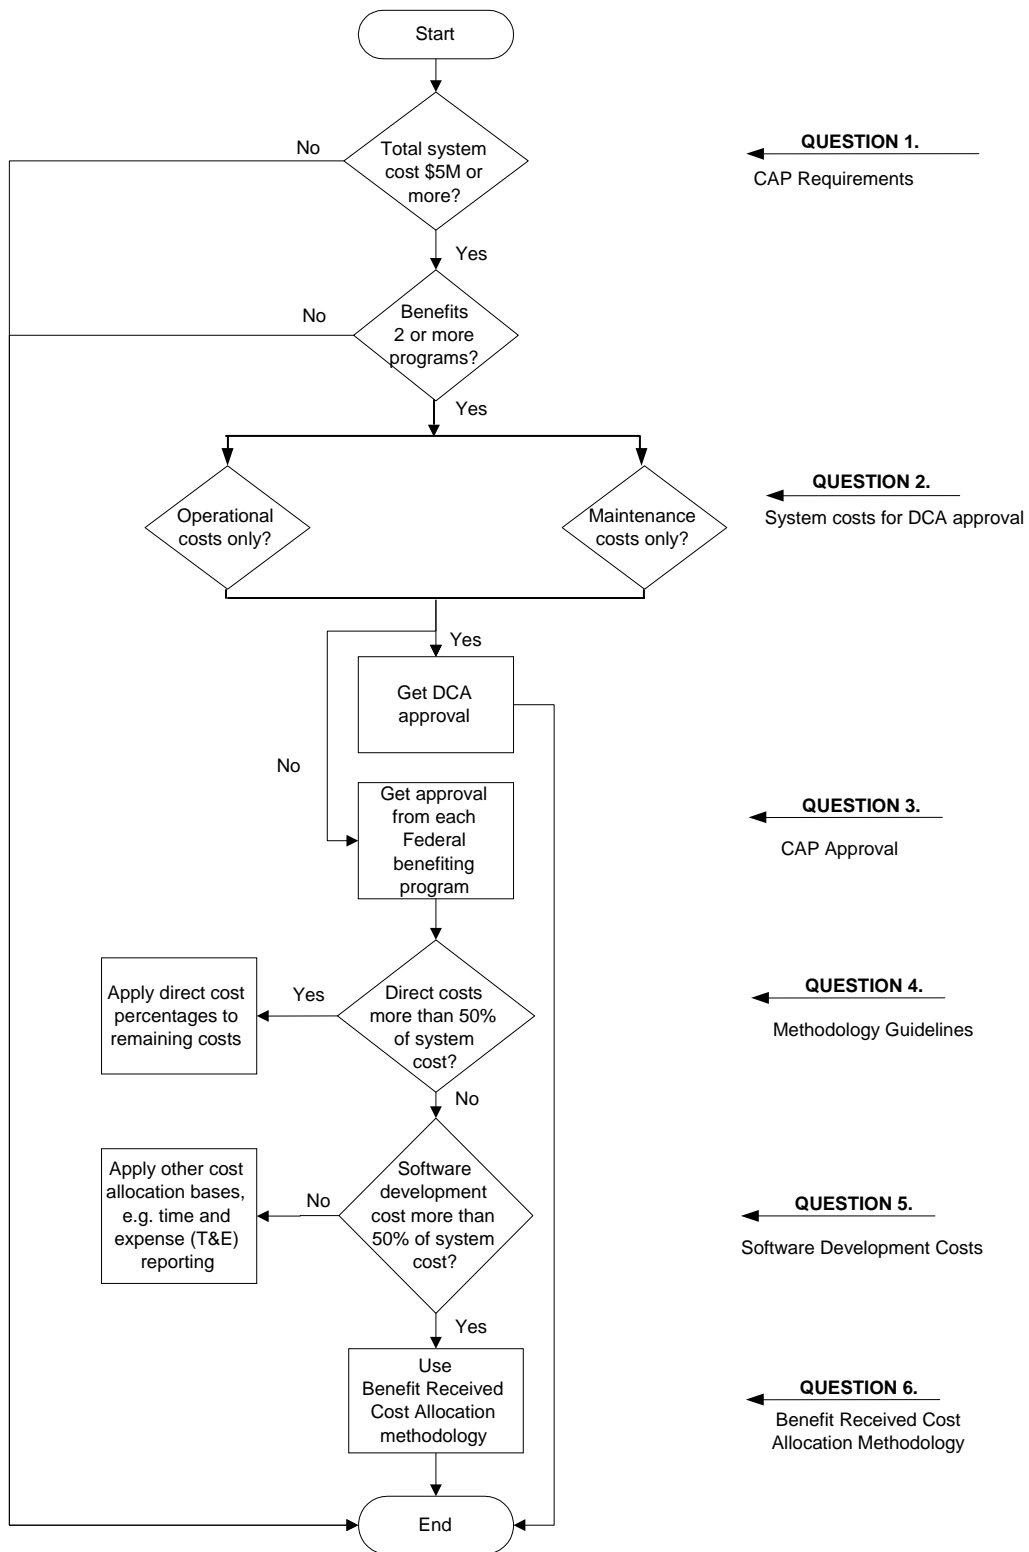 Start
No
Total system
cost $5M or
more?
QUESTION 1.
CAP Requirements
Yes
No
Benefits
2 or more
programs?
Yes
Operational
costs only?
Maintenance
costs only?
QUESTION 2.
System costs for DCA approval
Yes
Get DCA
approval
No
Get approval
from each
Federal
benefiting
program
QUESTION 3.
CAP Approval
Apply direct cost
percentages to
remaining costs
Yes
Direct costs
more than 50%
of system
cost?
QUESTION 4.
Methodology Guidelines
No
Apply other cost
allocation bases,
e.g. time and
expense (T&E)
reporting
No
Software
development
cost more than
50% of system
cost?
QUESTION 5.
Software Development Costs
Yes
Use
Benefit Received
Cost Allocation
methodology
QUESTION 6.
Benefit Received Cost
Allocation Methodology
End